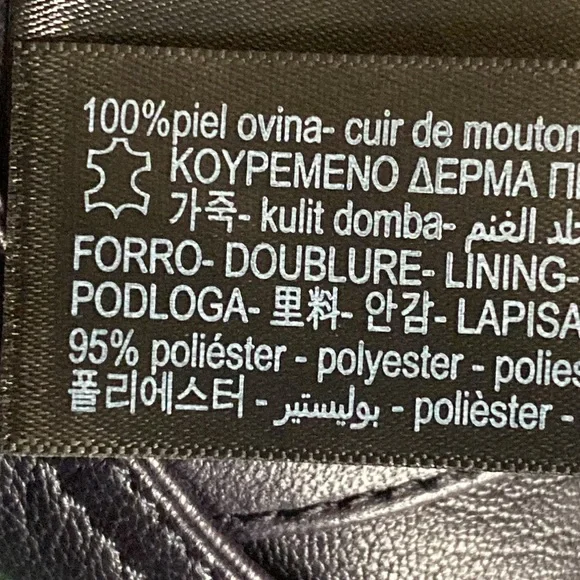 100%piel ovina- cuir de mouton
ΚΟΥΡΕΜΕΝΟ ΔΕΡΜΑ
가죽- kulit domba- جلد الغنم
FORRO- DOUBLURE- LINING-
PODLOGA- 里料- 안감- LAPISA
95% poliéster - polyester -
폴리에스터 - بوليستير - polièster -